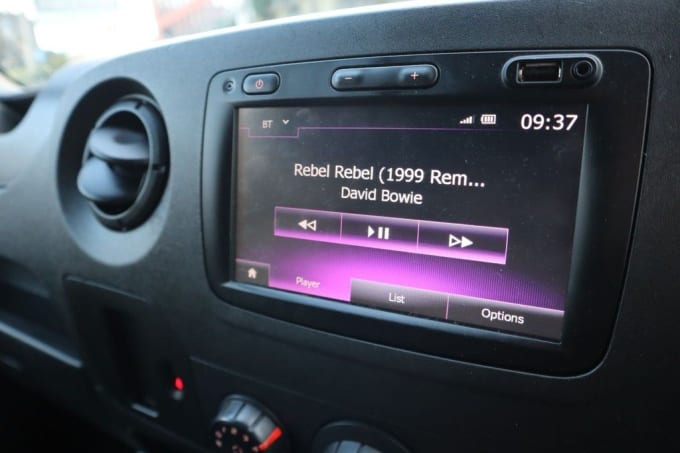 BT
09:37
Rebel Rebel (1999 Rem...
David Bowie
Player
List
Options